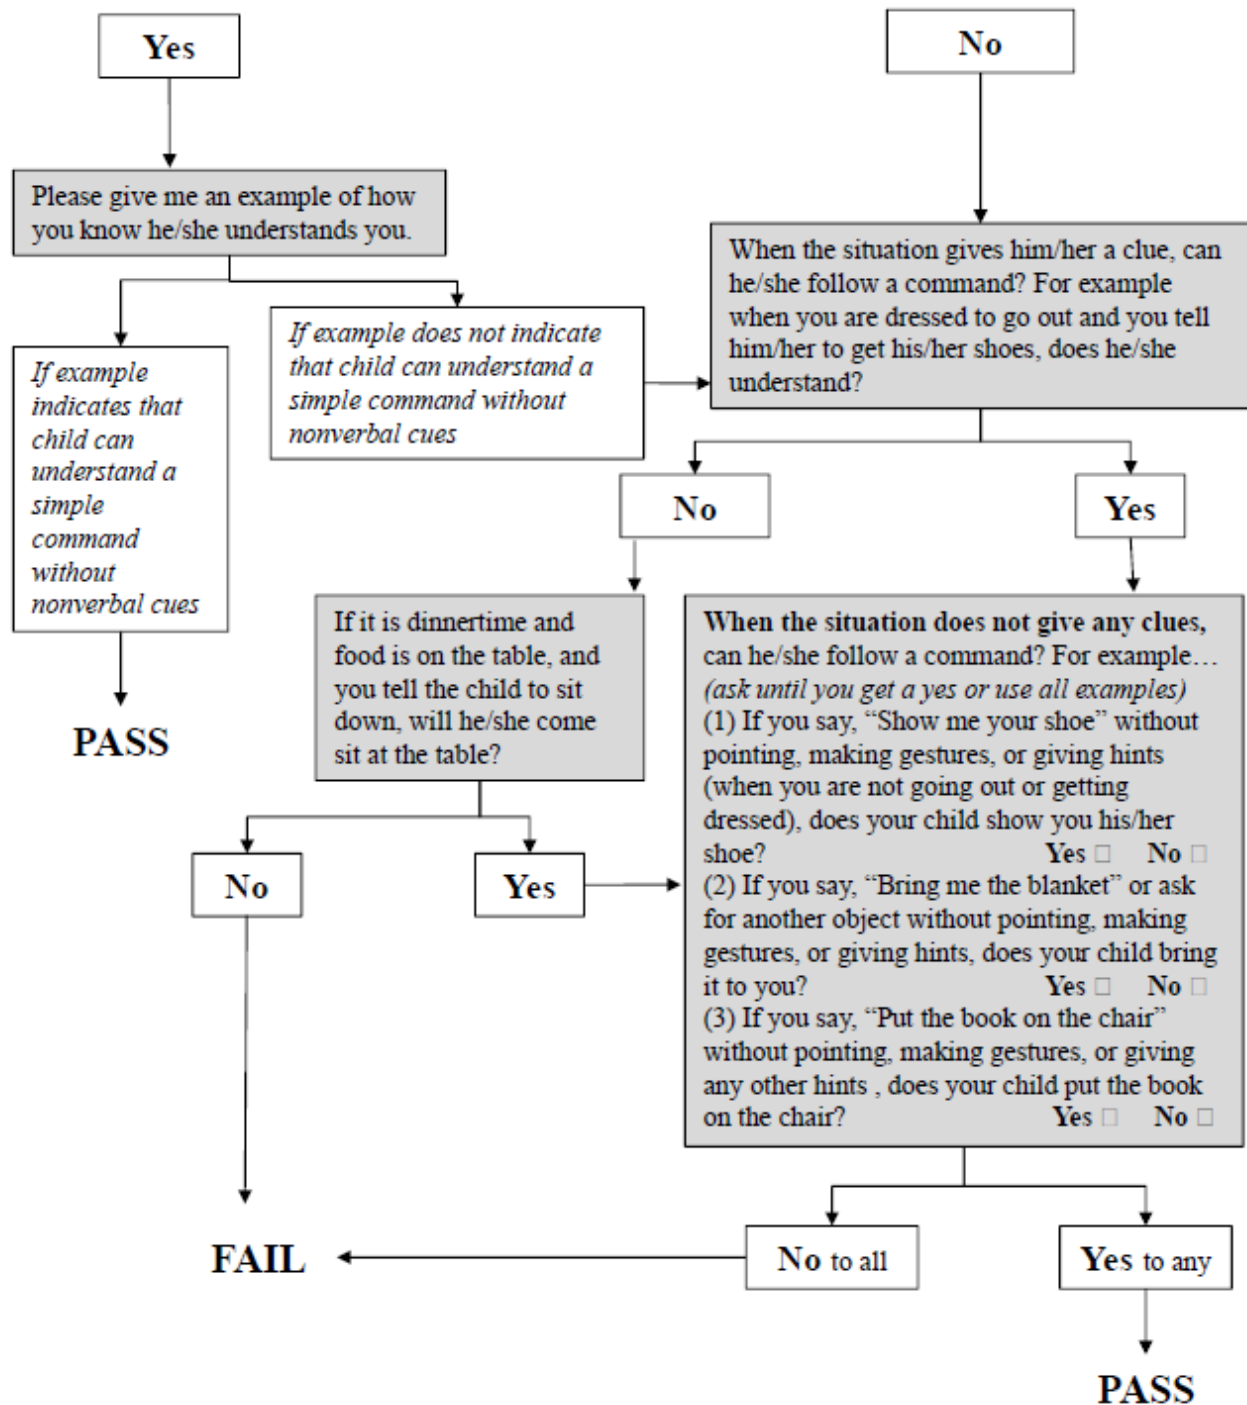 Yes
No
Please give me an example of how
you know he/she understands you.
When the situation gives him/her a clue, can
he/she follow a command? For example
when you are dressed to go out and you tell
him/her to get his/her shoes, does he/she
understand?
If example
indicates that
child can
understand a
simple
command
without
nonverbal cues
If example does not indicate
that child can understand a
simple command without
nonverbal cues
No
Yes
PASS
If it is dinnertime and
food is on the table, and
you tell the child to sit
down, will he/she come
sit at the table?
When the situation does not give any clues,
can he/she follow a command? For example…
(ask until you get a yes or use all examples)
(1) If you say, “Show me your shoe” without
pointing, making gestures, or giving hints
(when you are not going out or getting
dressed), does your child show you his/her
shoe? Yes □ No □
(2) If you say, “Bring me the blanket” or ask
for another object without pointing, making
gestures, or giving hints, does your child bring
it to you? Yes □ No □
(3) If you say, “Put the book on the chair”
without pointing, making gestures, or giving
any other hints , does your child put the book
on the chair? Yes □ No □
No
Yes
FAIL
No to all
Yes to any
PASS